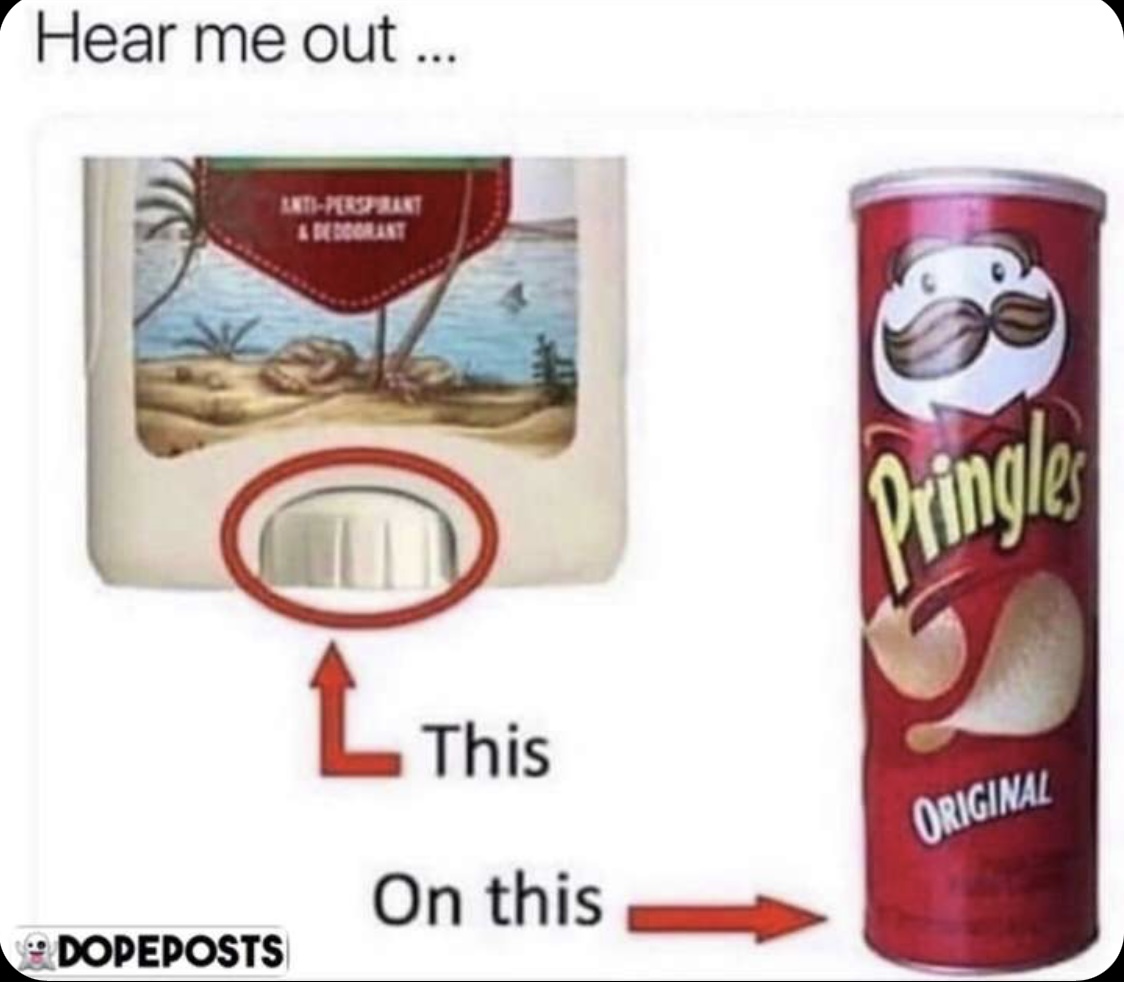 Hear me out ...
ANTI-PERSPIRANT
& DEODORANT
Pringles
ORIGINAL
This
On this
DOPEPOSTS